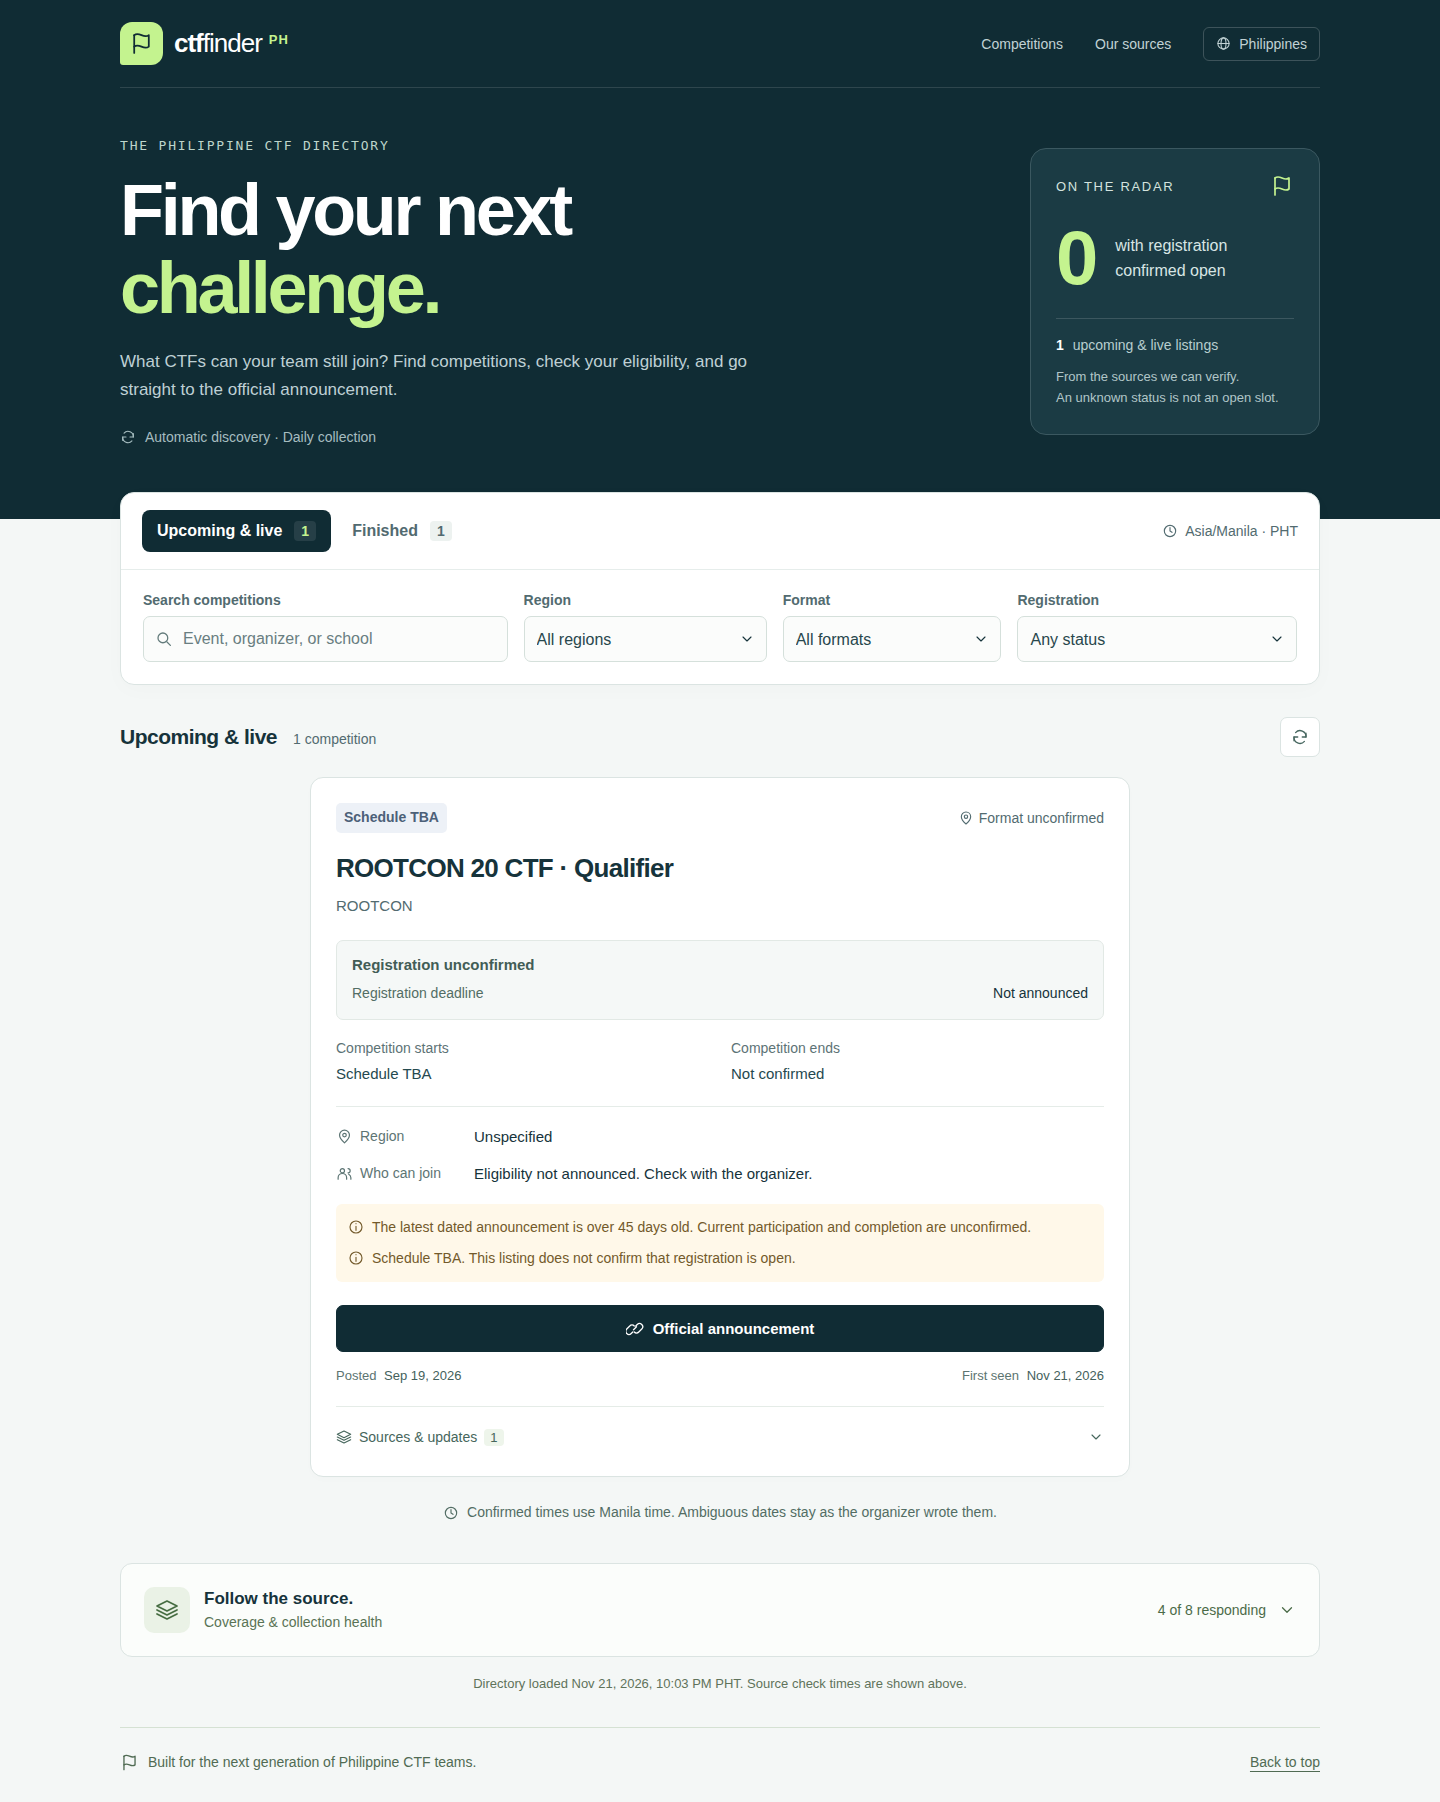 ctffinder PH
Competitions
Our sources
Philippines
THE PHILIPPINE CTF DIRECTORY
Find your next
challenge.
What CTFs can your team still join? Find competitions, check your eligibility, and go
straight to the official announcement.
Automatic discovery · Daily collection
ON THE RADAR
0
with registration
confirmed open
1 upcoming & live listings
From the sources we can verify.
An unknown status is not an open slot.
Upcoming & live 1
Finished 1
Asia/Manila · PHT
Search competitions
Event, organizer, or school
Region
All regions
Format
All formats
Registration
Any status
Upcoming & live
1 competition
Schedule TBA
Format unconfirmed
ROOTCON 20 CTF · Qualifier
ROOTCON
Registration unconfirmed
Registration deadline
Not announced
Competition starts
Schedule TBA
Competition ends
Not confirmed
Region
Unspecified
Who can join
Eligibility not announced. Check with the organizer.
The latest dated announcement is over 45 days old. Current participation and completion are unconfirmed.
Schedule TBA. This listing does not confirm that registration is open.
Official announcement
Posted Sep 19, 2026
First seen Nov 21, 2026
Sources & updates 1
Confirmed times use Manila time. Ambiguous dates stay as the organizer wrote them.
Follow the source.
Coverage & collection health
4 of 8 responding
Directory loaded Nov 21, 2026, 10:03 PM PHT. Source check times are shown above.
Built for the next generation of Philippine CTF teams.
Back to top